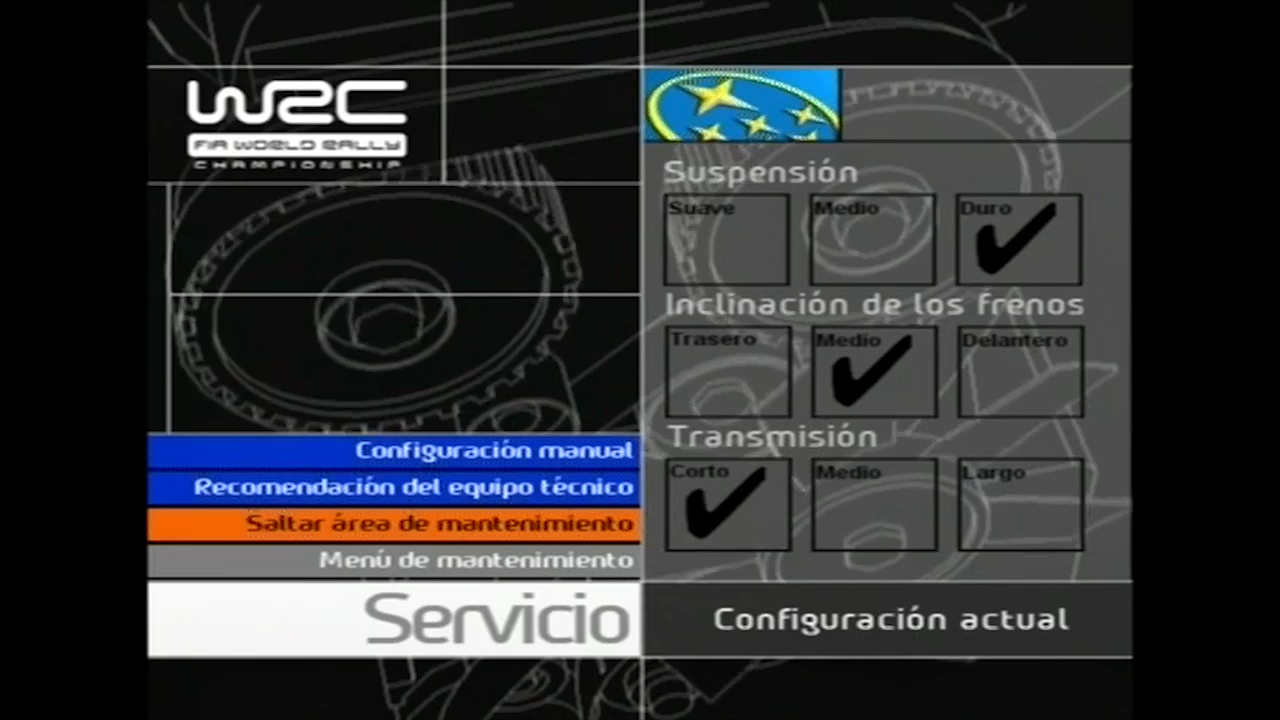 WRC
FIA WORLD RALLY
CHAMPIONSHIP
Configuración manual
Recomendación del equipo técnico
Saltar área de mantenimiento
Menú de mantenimiento
Servicio
Suspensión
Suave Medio Duro
Inclinación de los frenos
Trasero Medio Delantero
Transmisión
Corto Medio Largo
Configuración actual